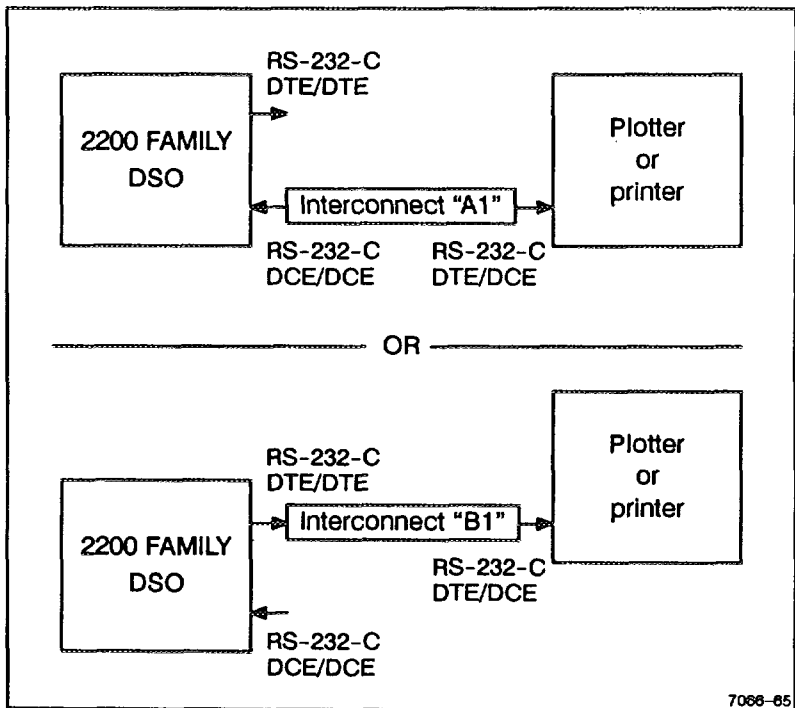 RS-232-C
DTE/DTE
2200 FAMILY
DSO
Plotter
or
printer
Interconnect "A1"
RS-232-C
DCE/DCE
RS-232-C
DTE/DCE
OR
RS-232-C
DTE/DTE
2200 FAMILY
DSO
Interconnect "B1"
Plotter
or
printer
RS-232-C
DTE/DCE
RS-232-C
DCE/DCE
7066-65